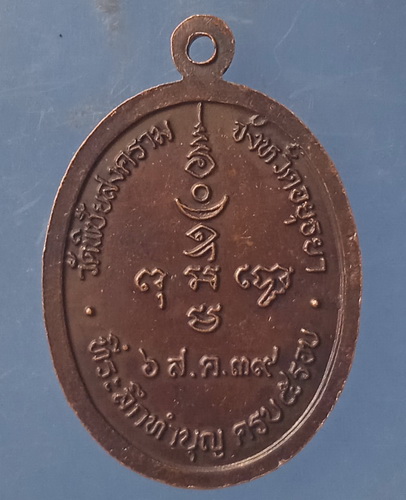 วัดพิชัยสงคราม
จังหวัดอยุธยา
๖ ส.ค.๓๙
ที่ระลึกทำบุญ ครบ ๕ รอบ